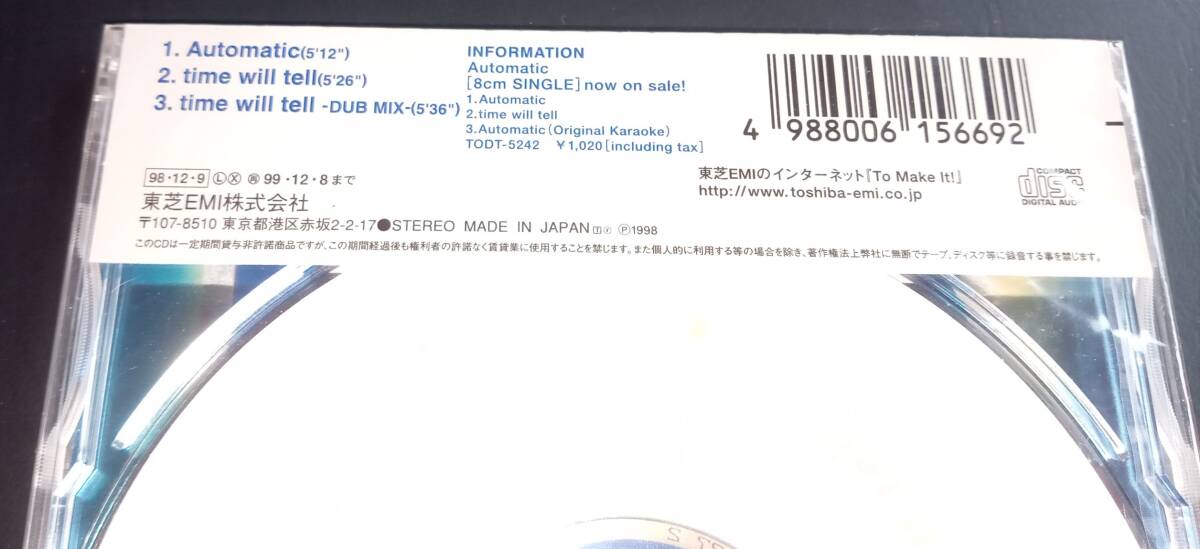 1. Automatic(5'12")
2. time will tell(5'26")
3. time will tell -DUB MIX-(5'36")
INFORMATION
Automatic
[8cm SINGLE] now on sale!
1.Automatic
2.time will tell
3.Automatic(Original Karaoke)
TODT-5242 ¥1,020[including tax]
4 988006 156692
98・12・9 Ⓛ Ⓧ 99・12・8まで
東芝EMI株式会社
〒107-8510 東京都港区赤坂2-2-17●STEREO MADE IN JAPAN Ⓟ1998
東芝EMIのインターネット『To Make It!』
http://www.toshiba-emi.co.jp
COMPACT
disc
DIGITAL AUDIO
このCDは一定期間貸与非許諾商品ですが、この期間経過後も権利者の許諾なく賃貸業に使用することを禁じます。また個人的に利用する等の場合を除き、著作権法上弊社に無断でテープ、ディスク等に録音する事を禁じます。